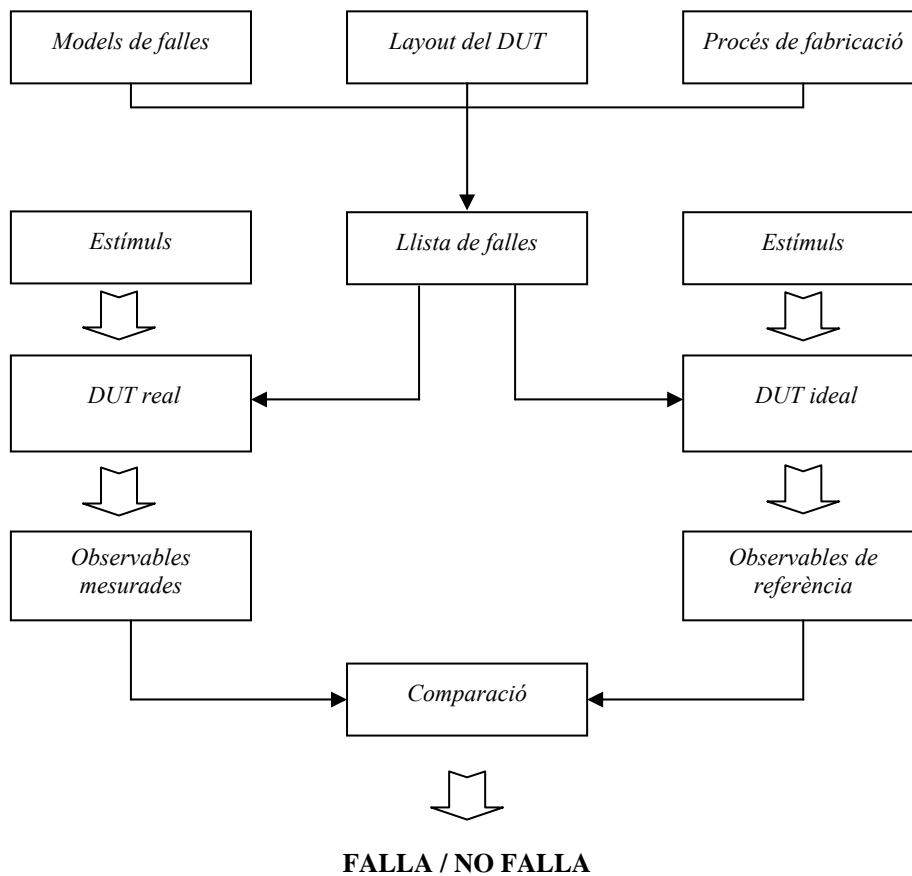 Models de falles
Layout del DUT
Procés de fabricació
Estímuls
Llista de falles
Estímuls
DUT real
DUT ideal
Observables
mesurades
Observables de
referència
Comparació
FALLA / NO FALLA